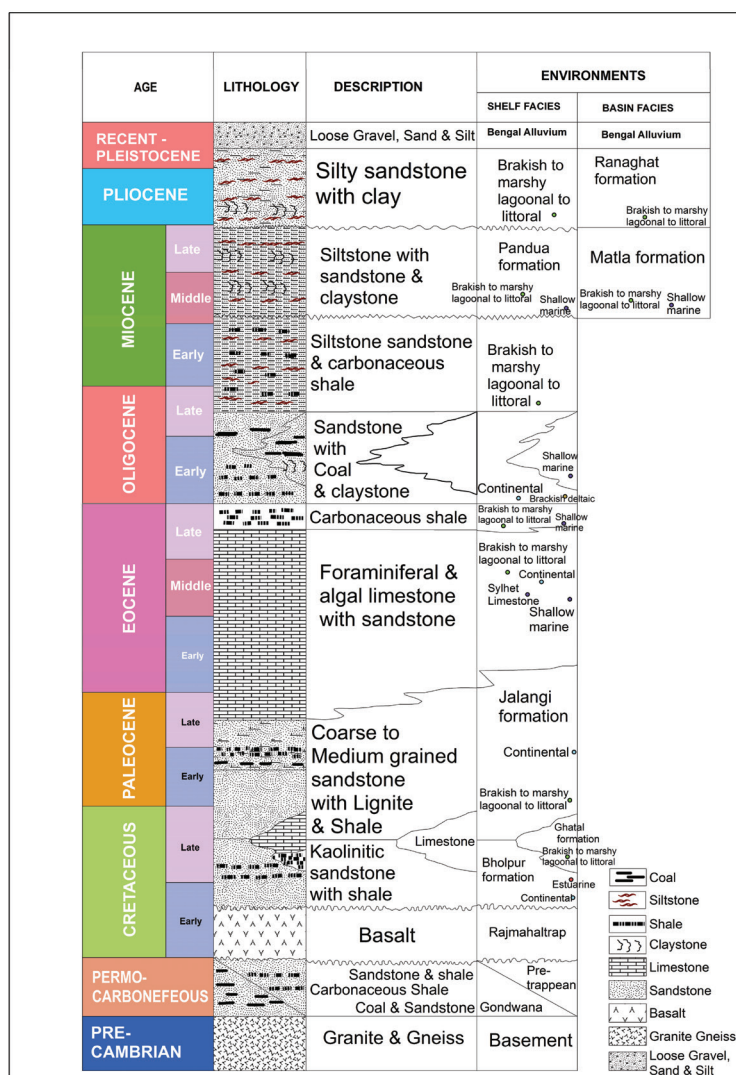 AGE
LITHOLOGY
DESCRIPTION
ENVIRONMENTS
SHELF FACIES
BASIN FACIES
RECENT -
PLEISTOCENE
Loose Gravel, Sand & Silt
Bengal Alluvium
Bengal Alluvium
PLIOCENE
Silty sandstone
with clay
Brakish to
marshy
lagoonal to
littoral
Ranaghat
formation
Brakish to marshy
lagoonal to littoral
MIOCENE
Late
Middle
Early
Siltstone with
sandstone &
claystone
Pandua
formation
Brakish to marshy
lagoonal to littoral
Shallow
marine
Matla formation
Brakish to marshy
lagoonal to littoral
Shallow
marine
Siltstone sandstone
& carbonaceous
shale
Brakish to
marshy
lagoonal to
littoral
OLIGOCENE
Late
Early
Sandstone
with
Coal
& claystone
Shallow
marine
Continental
Brackish deltaic
EOCENE
Late
Middle
Early
Carbonaceous shale
Brakish to marshy
lagoonal to littoral
Shallow
marine
Foraminiferal &
algal limestone
with sandstone
Brakish to marshy
lagoonal to littoral
Continental
Sylhet
Limestone
Shallow
marine
PALEOCENE
Late
Early
Coarse to
Medium grained
sandstone
with Lignite
& Shale
Jalangi
formation
Continental
Brakish to marshy
lagoonal to littoral
CRETACEOUS
Late
Early
Limestone
Kaolinitic
sandstone
with shale
Ghatal
formation
Brakish to marshy
lagoonal to littoral
Bholpur
formation
Estuarine
Continental
Basalt
Rajmahaltrap
PERMO-
CARBONEFEOUS
Sandstone & shale
Carbonaceous Shale
Coal & Sandstone
Pre-
trappean
Gondwana
PRE-
CAMBRIAN
Granite & Gneiss
Basement
Coal
Siltstone
Shale
Claystone
Limestone
Sandstone
Basalt
Granite Gneiss
Loose Gravel,
Sand & Silt